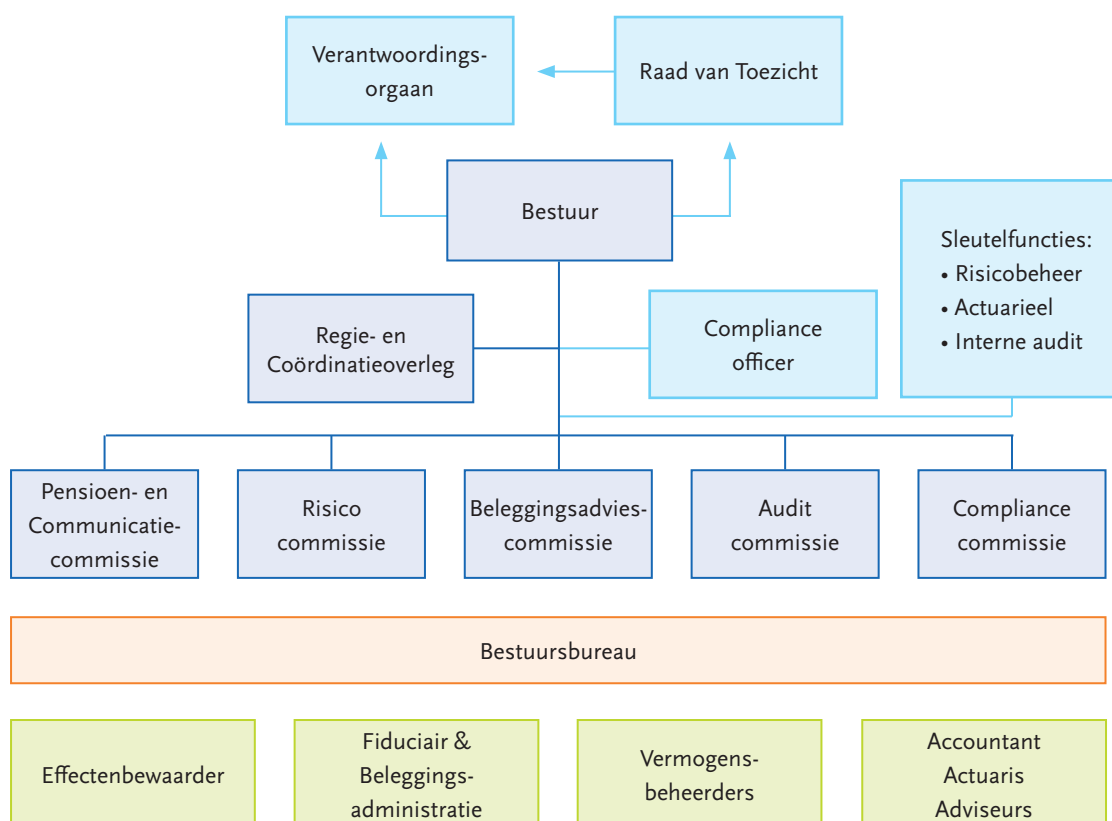 Verantwoordings-
orgaan
Raad van Toezicht
Bestuur
Sleutelfuncties:
• Risicobeheer
• Actuarieel
• Interne audit
Regie- en
Coördinatieoverleg
Compliance
officer
Pensioen- en
Communicatie-
commissie
Risico
commissie
Beleggingsadvies-
commissie
Audit
commissie
Compliance
commissie
Bestuursbureau
Effectenbewaarder
Fiduciair &
Beleggings-
administratie
Vermogens-
beheerders
Accountant
Actuaris
Adviseurs